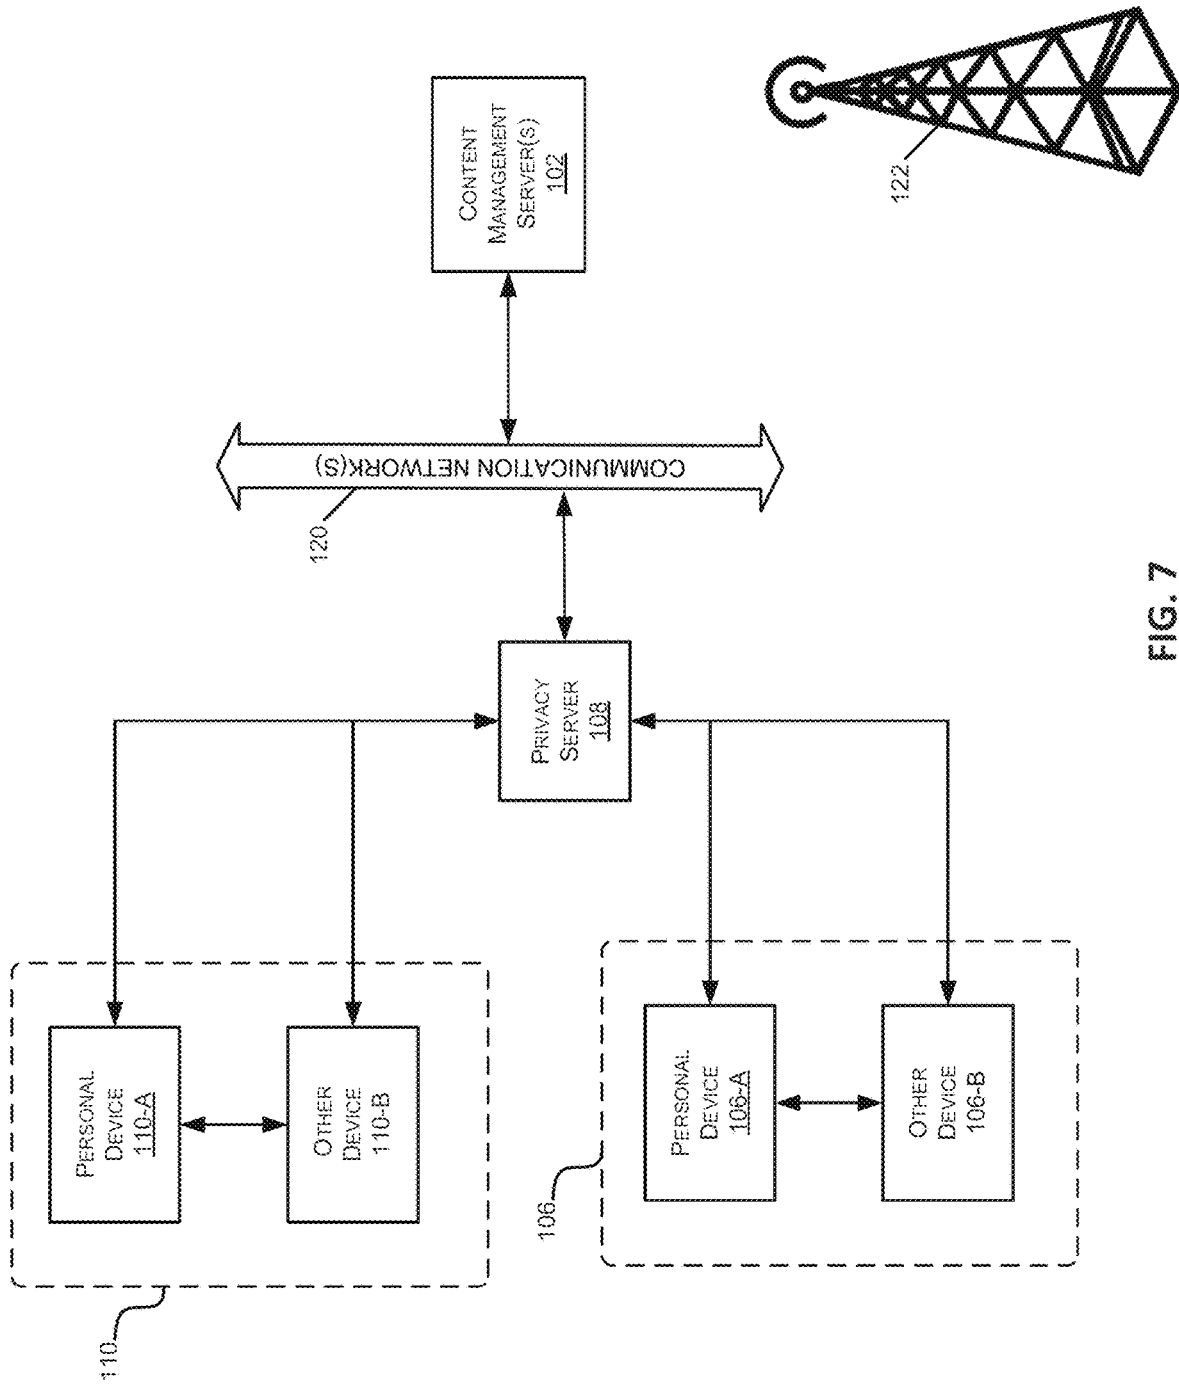 110
PERSONAL
DEVICE
110-A
OTHER
DEVICE
110-B
106
PERSONAL
DEVICE
106-A
OTHER
DEVICE
106-B
PRIVACY
SERVER
108
120
COMMUNICATION NETWORK(S)
CONTENT
MANAGEMENT
SERVER(S)
102
122
FIG. 7